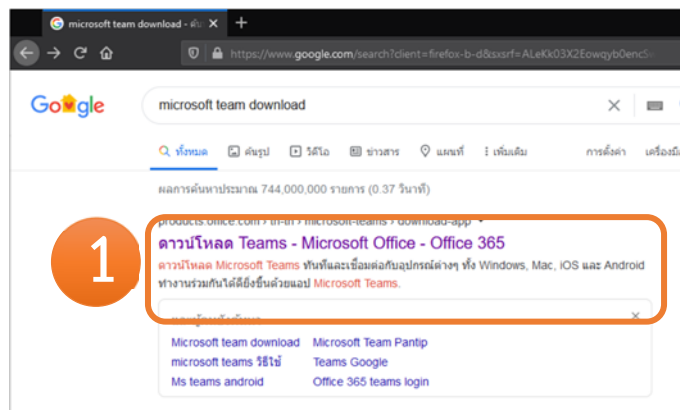 microsoft team download - ค้น
https://www.google.com/search?client=firefox-b-d&sxsrf=ALeKk03X2Eowqyb0encS
Google
microsoft team download
ทั้งหมด ค้นรูป วิดีโอ ข่าวสาร แผนที่ เพิ่มเติม การตั้งค่า เครื่องมือ
ผลการค้นหาประมาณ 744,000,000 รายการ (0.37 วินาที)
products.office.com › th-th › microsoft-teams › download-app
1
ดาวน์โหลด Teams - Microsoft Office - Office 365
ดาวน์โหลด Microsoft Teams ทันทีและเชื่อมต่อกับอุปกรณ์ต่างๆ ทั้ง Windows, Mac, iOS และ Android
ทำงานร่วมกันได้ดียิ่งขึ้นด้วยแอป Microsoft Teams.
Microsoft team download Microsoft Team Pantip
microsoft teams วิธีใช้ Teams Google
Ms teams android Office 365 teams login